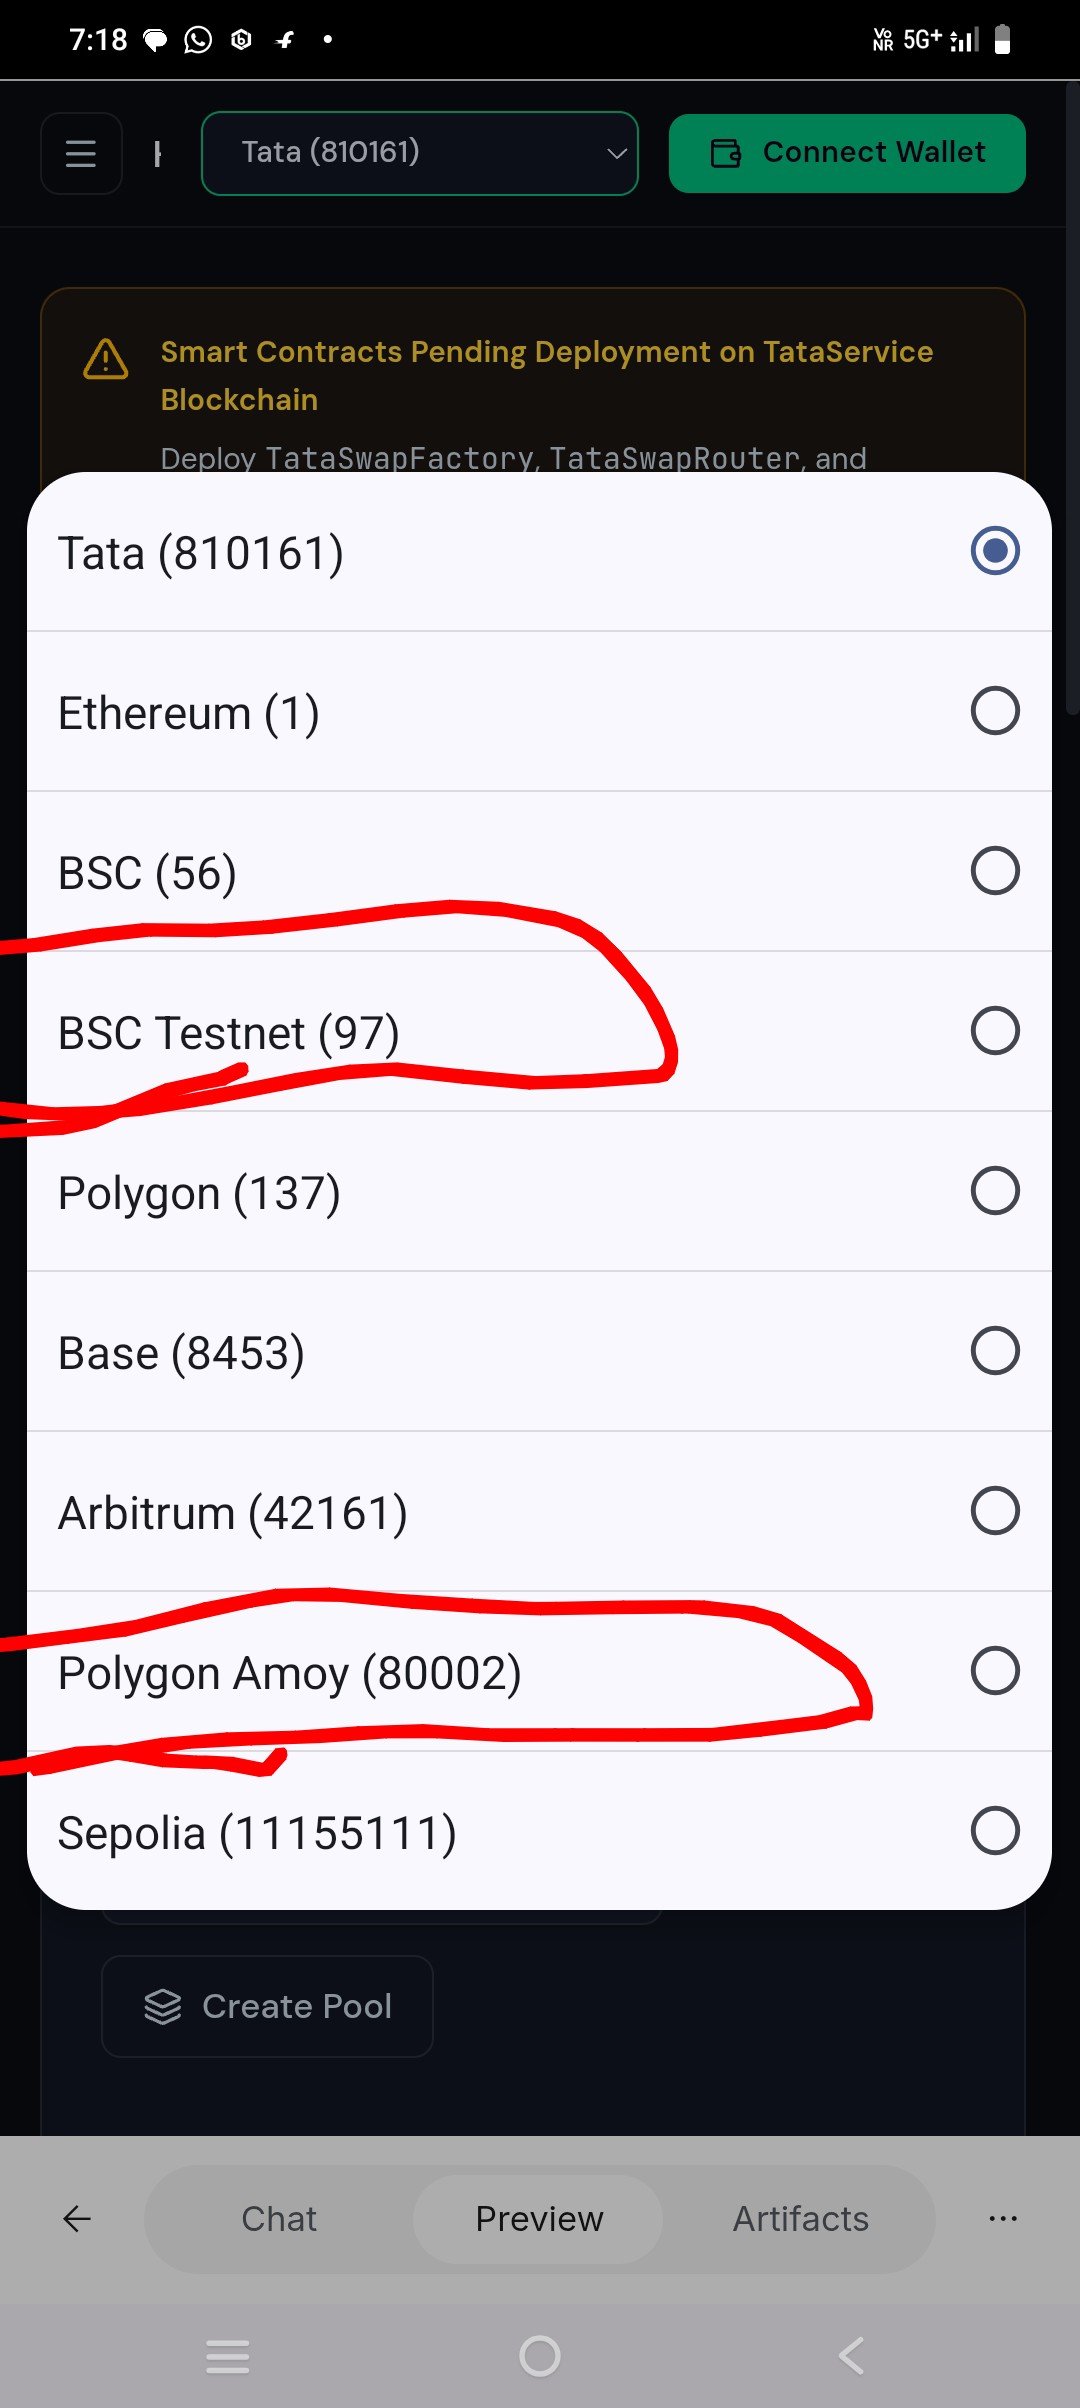 7:18
Vo
NR
5G+
Tata (810161)
Connect Wallet
Smart Contracts Pending Deployment on TataService
Blockchain
Deploy TataSwapFactory, TataSwapRouter, and
Tata (810161)
Ethereum (1)
BSC (56)
BSC Testnet (97)
Polygon (137)
Base (8453)
Arbitrum (42161)
Polygon Amoy (80002)
Sepolia (11155111)
Create Pool
Chat
Preview
Artifacts